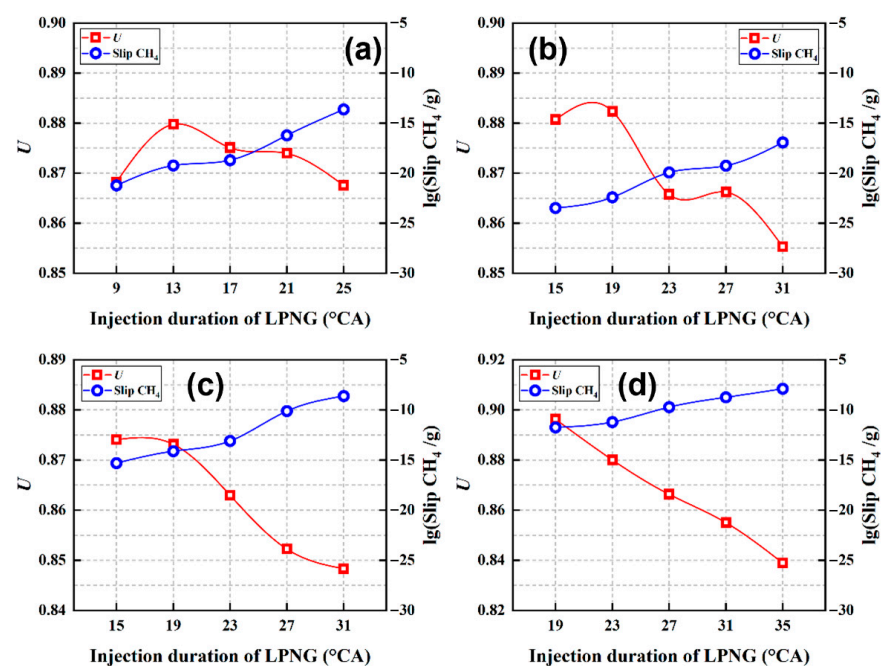 (a)
U
Slip CH₄
0.90
0.89
0.88
0.87
0.86
0.85
U
−5
−10
−15
−20
−25
−30
lg(Slip CH₄/g)
9 13 17 21 25
Injection duration of LPNG (°CA)
(b)
U
Slip CH₄
0.90
0.89
0.88
0.87
0.86
0.85
U
−5
−10
−15
−20
−25
−30
lg(Slip CH₄/g)
15 19 23 27 31
Injection duration of LPNG (°CA)
(c)
U
Slip CH₄
0.89
0.88
0.87
0.86
0.85
0.84
U
−5
−10
−15
−20
−25
−30
lg(Slip CH₄/g)
15 19 23 27 31
Injection duration of LPNG (°CA)
(d)
U
Slip CH₄
0.92
0.90
0.88
0.86
0.84
0.82
U
−5
−10
−15
−20
−25
−30
lg(Slip CH₄/g)
19 23 27 31 35
Injection duration of LPNG (°CA)